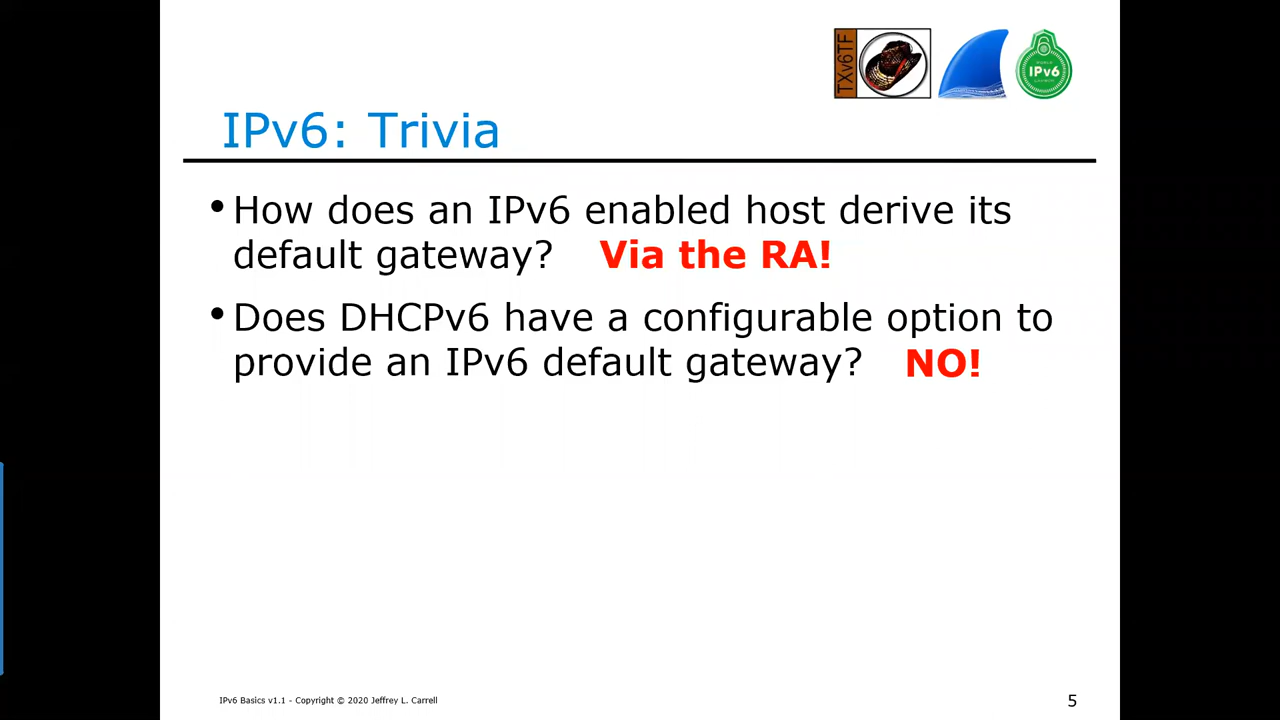 TXv6TF
WORLD
IPv6
LAUNCH
IPv6: Trivia
•How does an IPv6 enabled host derive its
default gateway? Via the RA!
•Does DHCPv6 have a configurable option to
provide an IPv6 default gateway? NO!
IPv6 Basics v1.1 - Copyright © 2020 Jeffrey L. Carrell
5